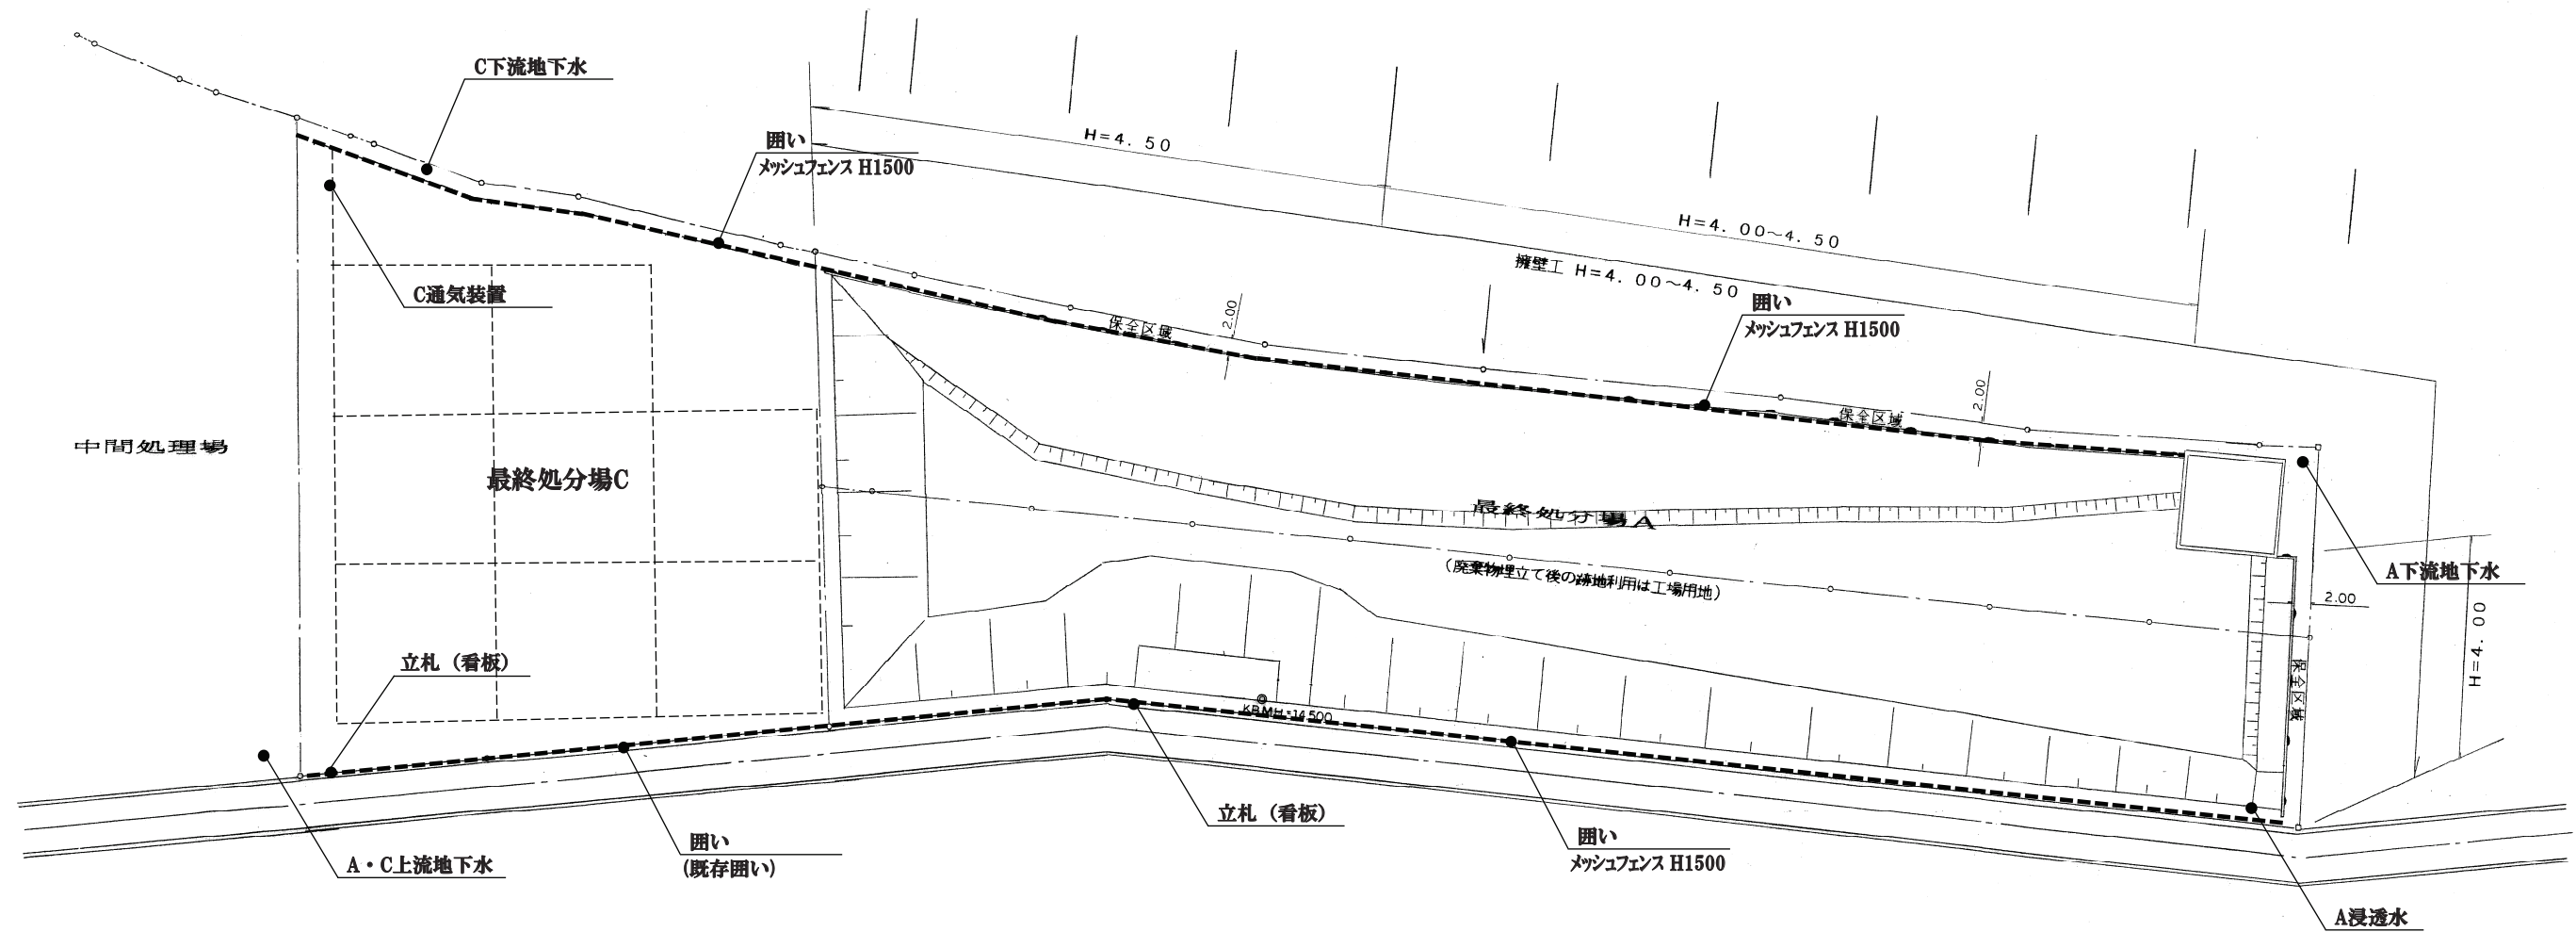 C下流地下水
囲い
メッシュフェンス H1500
H=4.50
H=4.00~4.50
擁壁工 H=4.00~4.50
囲い
メッシュフェンス H1500
C通気装置
保全区域
2.00
2.00
保全区域
中間処理場
最終処分場C
最終処分場A
(廃棄物埋立て後の跡地利用は工場用地)
A下流地下水
2.00
H=4.00
保全区域
立札(看板)
KBMH=14.500
立札(看板)
囲い
(既存囲い)
囲い
メッシュフェンス H1500
A・C上流地下水
A浸透水